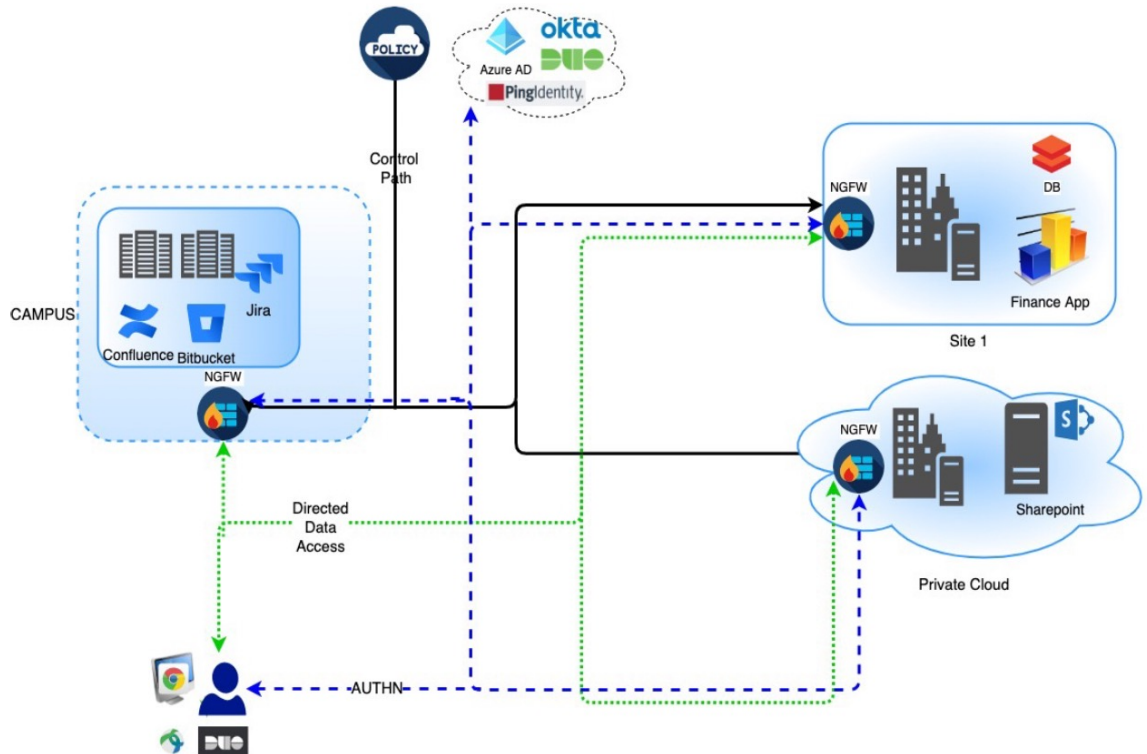 POLICY
okta
Azure AD
DUO
PingIdentity.
Control
Path
NGFW
DB
Finance App
Site 1
CAMPUS
Jira
Confluence
Bitbucket
NGFW
NGFW
S
Sharepoint
Private Cloud
Directed
Data
Access
AUTHN
DUO